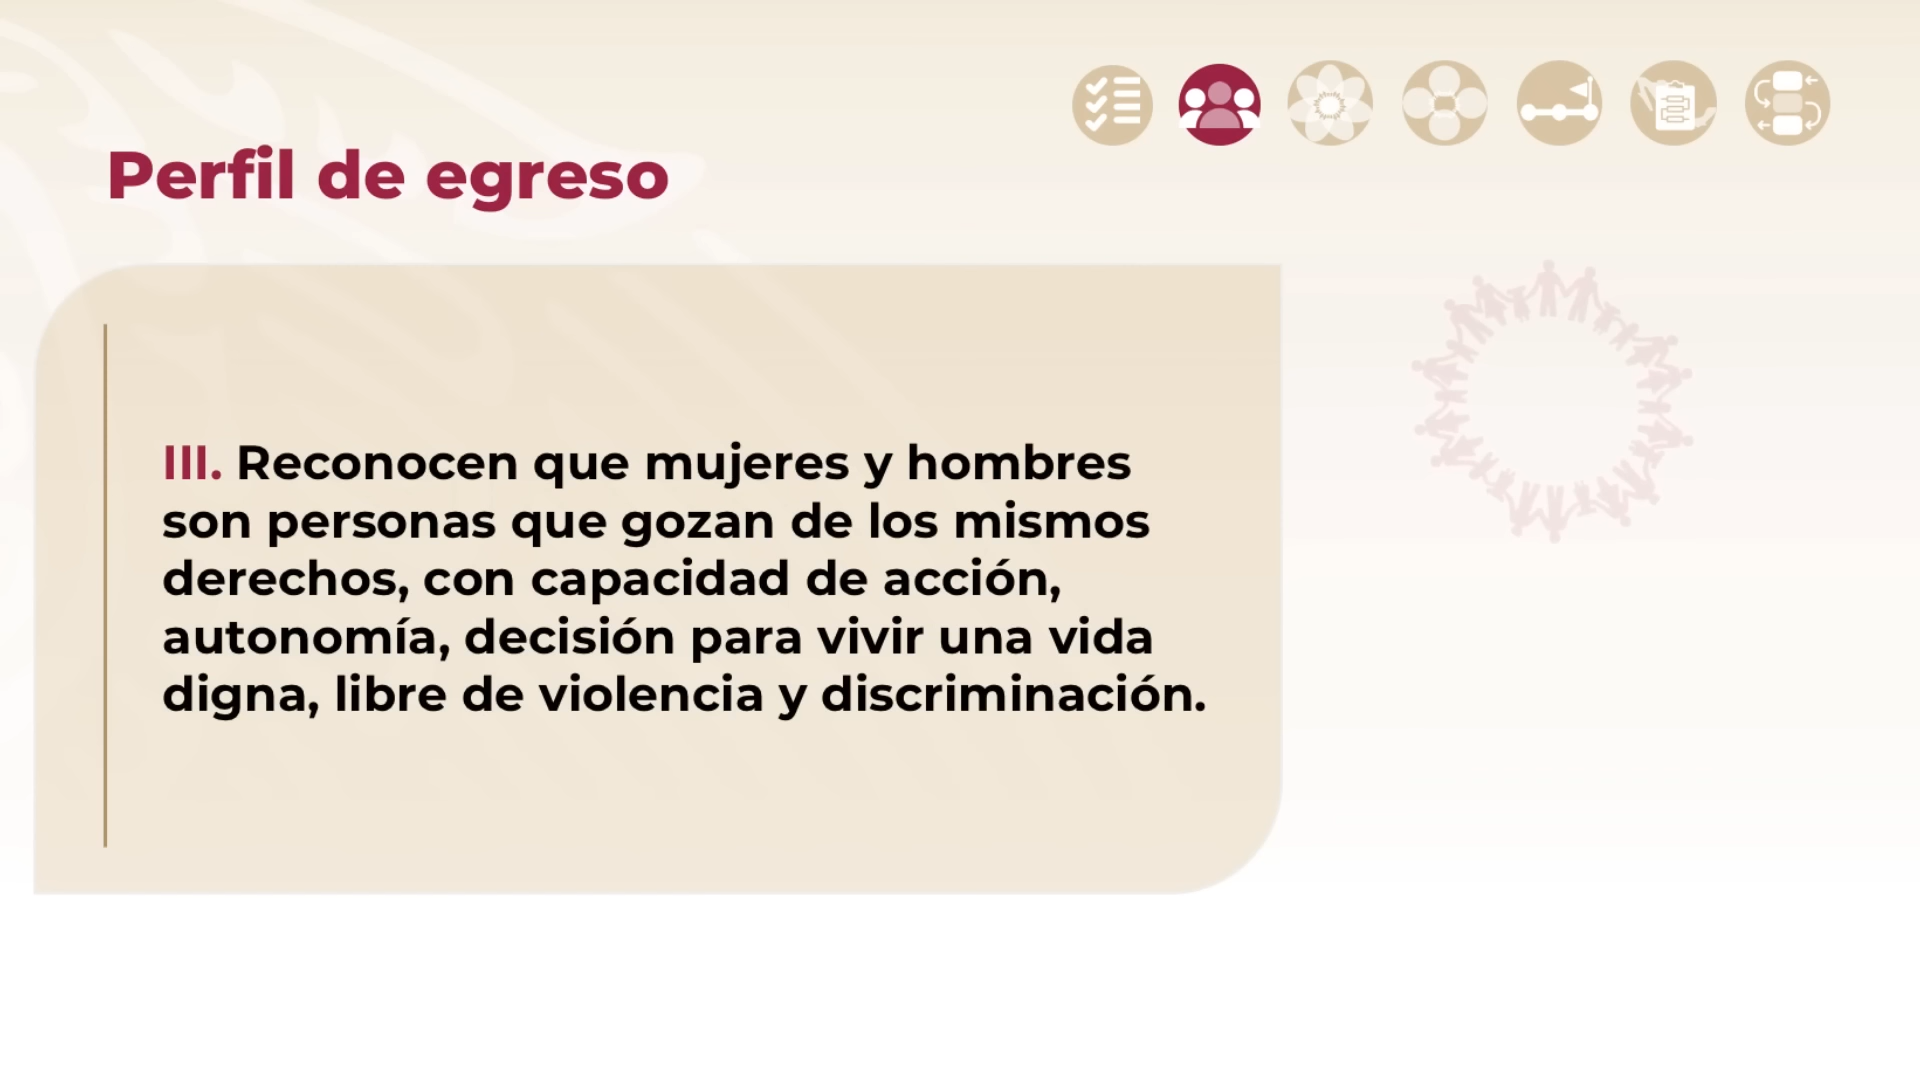 Perfil de egreso
III. Reconocen que mujeres y hombres
son personas que gozan de los mismos
derechos, con capacidad de acción,
autonomía, decisión para vivir una vida
digna, libre de violencia y discriminación.